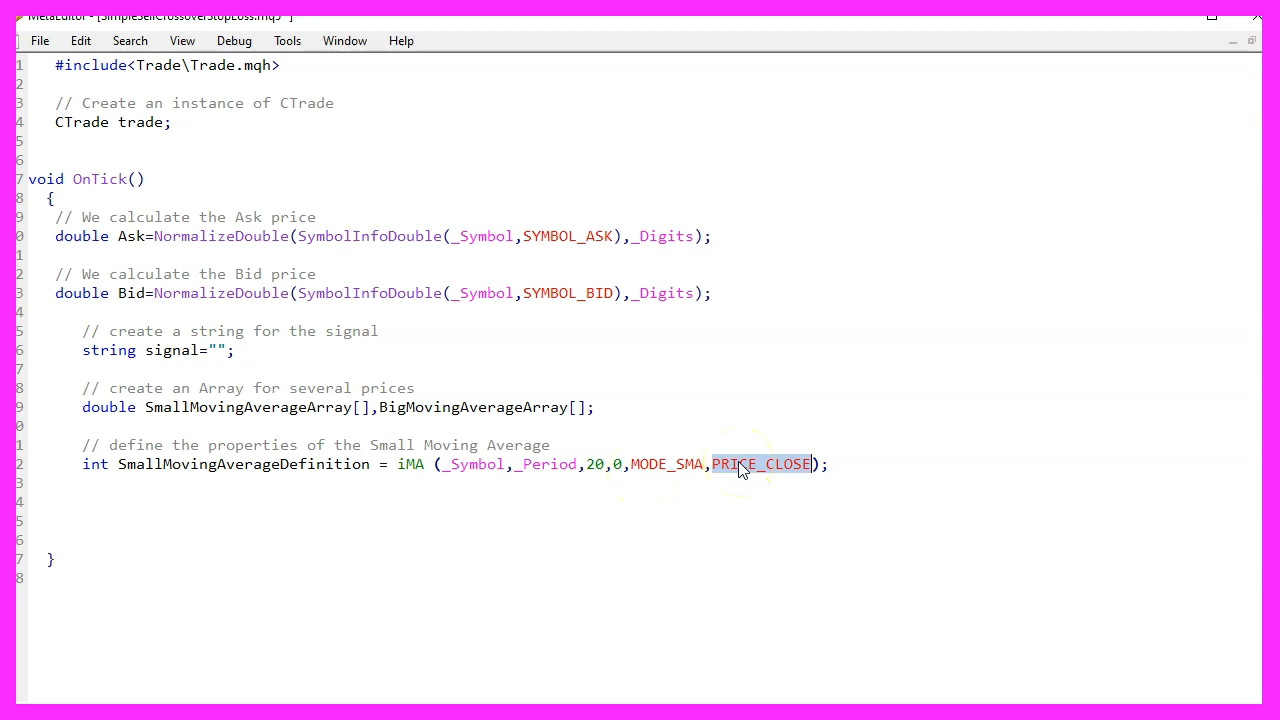 MetaEditor - [SimpleSellCrossoverStopLoss.mq5 *]
File Edit Search View Debug Tools Window Help
1 #include<Trade\Trade.mqh>
2
3 // Create an instance of CTrade
4 CTrade trade;
5
6
7 void OnTick()
8 {
9 // We calculate the Ask price
0 double Ask=NormalizeDouble(SymbolInfoDouble(_Symbol,SYMBOL_ASK),_Digits);
1
2 // We calculate the Bid price
3 double Bid=NormalizeDouble(SymbolInfoDouble(_Symbol,SYMBOL_BID),_Digits);
4
5 // create a string for the signal
6 string signal="";
7
8 // create an Array for several prices
9 double SmallMovingAverageArray[],BigMovingAverageArray[];
0
1 // define the properties of the Small Moving Average
2 int SmallMovingAverageDefinition = iMA (_Symbol,_Period,20,0,MODE_SMA,PRICE_CLOSE);
3
4
5
6
7 }
8